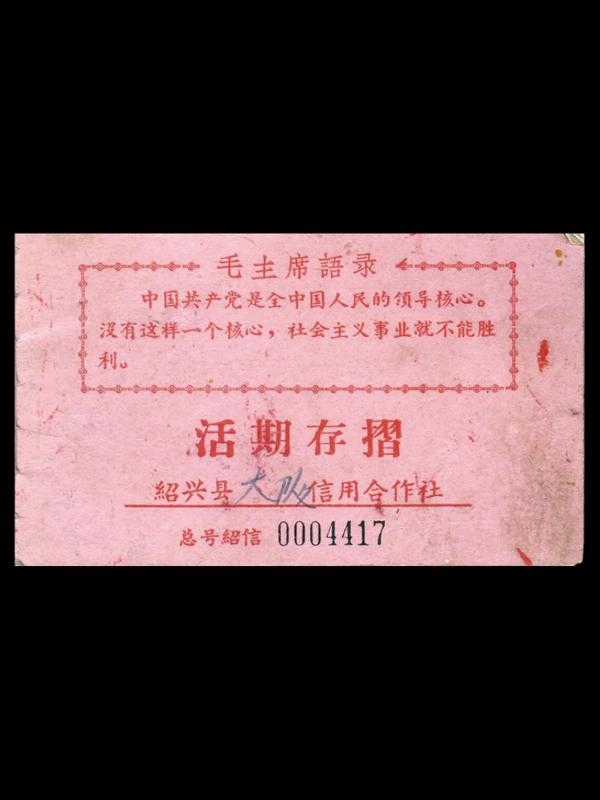 毛主席語录
中国共产党是全中国人民的领导核心。
沒有这样一个核心，社会主义事业就不能胜
利。
活期存摺
紹兴县大队信用合作社
总号紹信 0004417